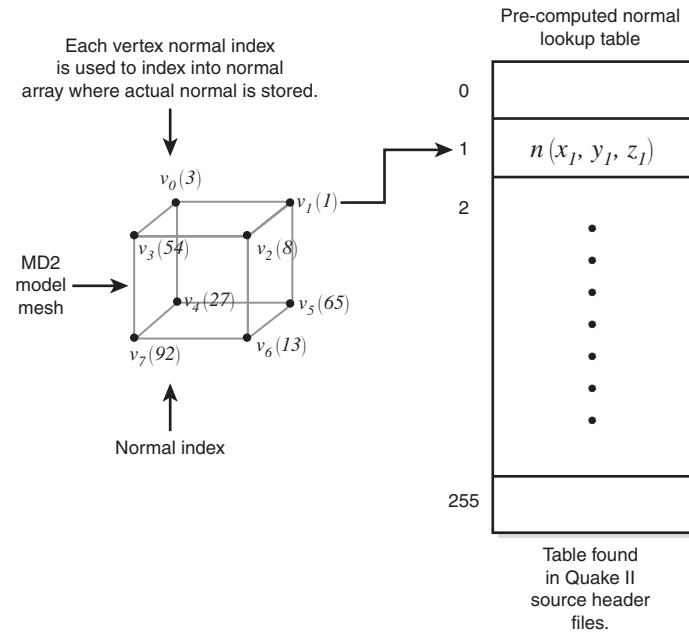 Each vertex normal index
is used to index into normal
array where actual normal is stored.
Pre-computed normal
lookup table
0
1
n (x1, y1, z1)
2
255
v0(3)
v1(1)
v3(54)
v2(8)
MD2
model
mesh
v4(27)
v5(65)
v7(92)
v6(13)
Normal index
Table found
in Quake II
source header
files.